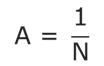 A = 1/N